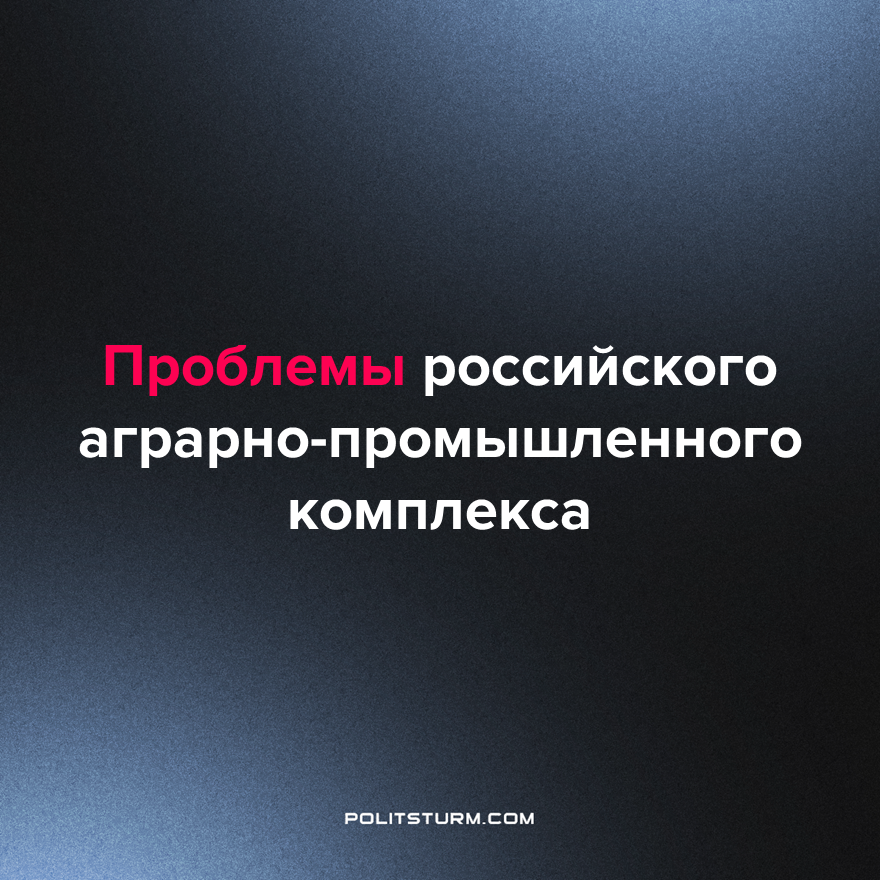 Проблемы российского
аграрно-промышленного
комплекса
POLITSTURM.COM